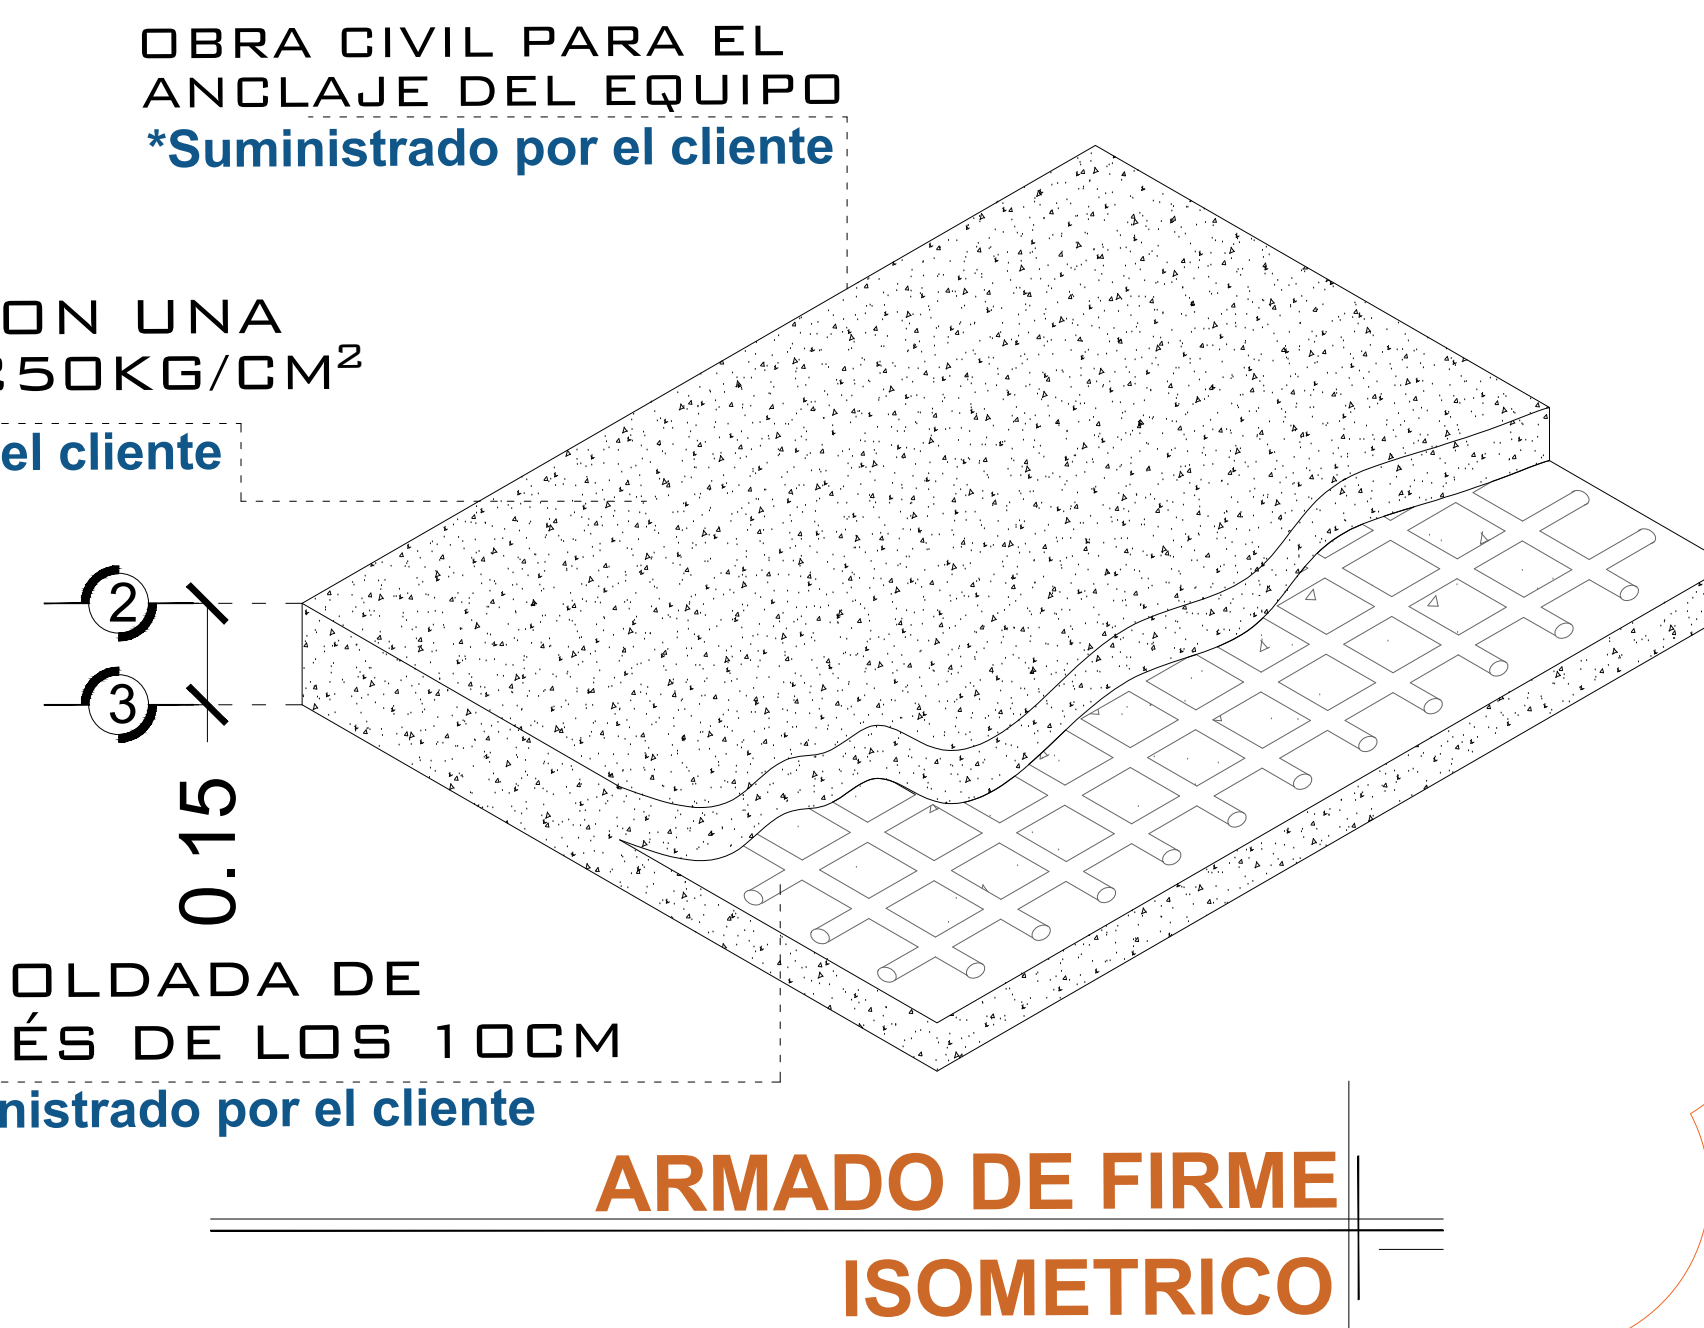 OBRA CIVIL PARA EL
ANCLAJE DEL EQUIPO
*Suministrado por el cliente
ON UNA
250KG/CM²
el cliente
2
3
0.15
OLDADA DE
ÉS DE LOS 10CM
nistrado por el cliente
ARMADO DE FIRME
ISOMETRICO